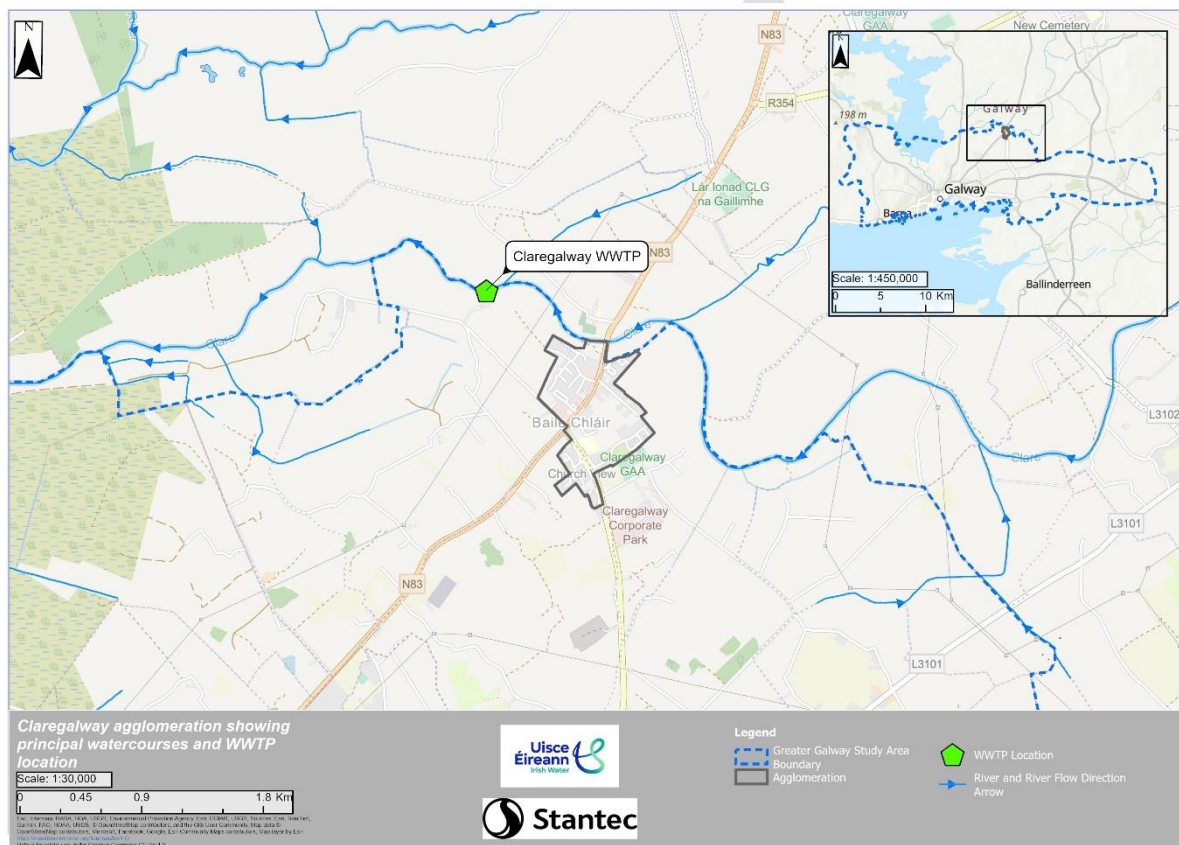 N
Claregalway
GAA
New Cemetery
N83
N83
R354
Lár Ionad CLG
na Gaillimhe
N83
Claregalway WWTP
Clare
Clare
Clare
L3102
Baile Chláir
Church View
Claregalway
GAA
Claregalway
Corporate
Park
N83
L3101
L3101
N
198 m
Galway
Galway
Barna
Ballinderreen
Scale: 1:450,000
0 5 10 Km
Claregalway agglomeration showing
principal watercourses and WWTP
location
Scale: 1:30,000
0 0.45 0.9 1.8 Km
Uisce
Éireann
Irish Water
Stantec
Legend
Greater Galway Study Area
Boundary
Agglomeration
WWTP Location
River and River Flow Direction
Arrow